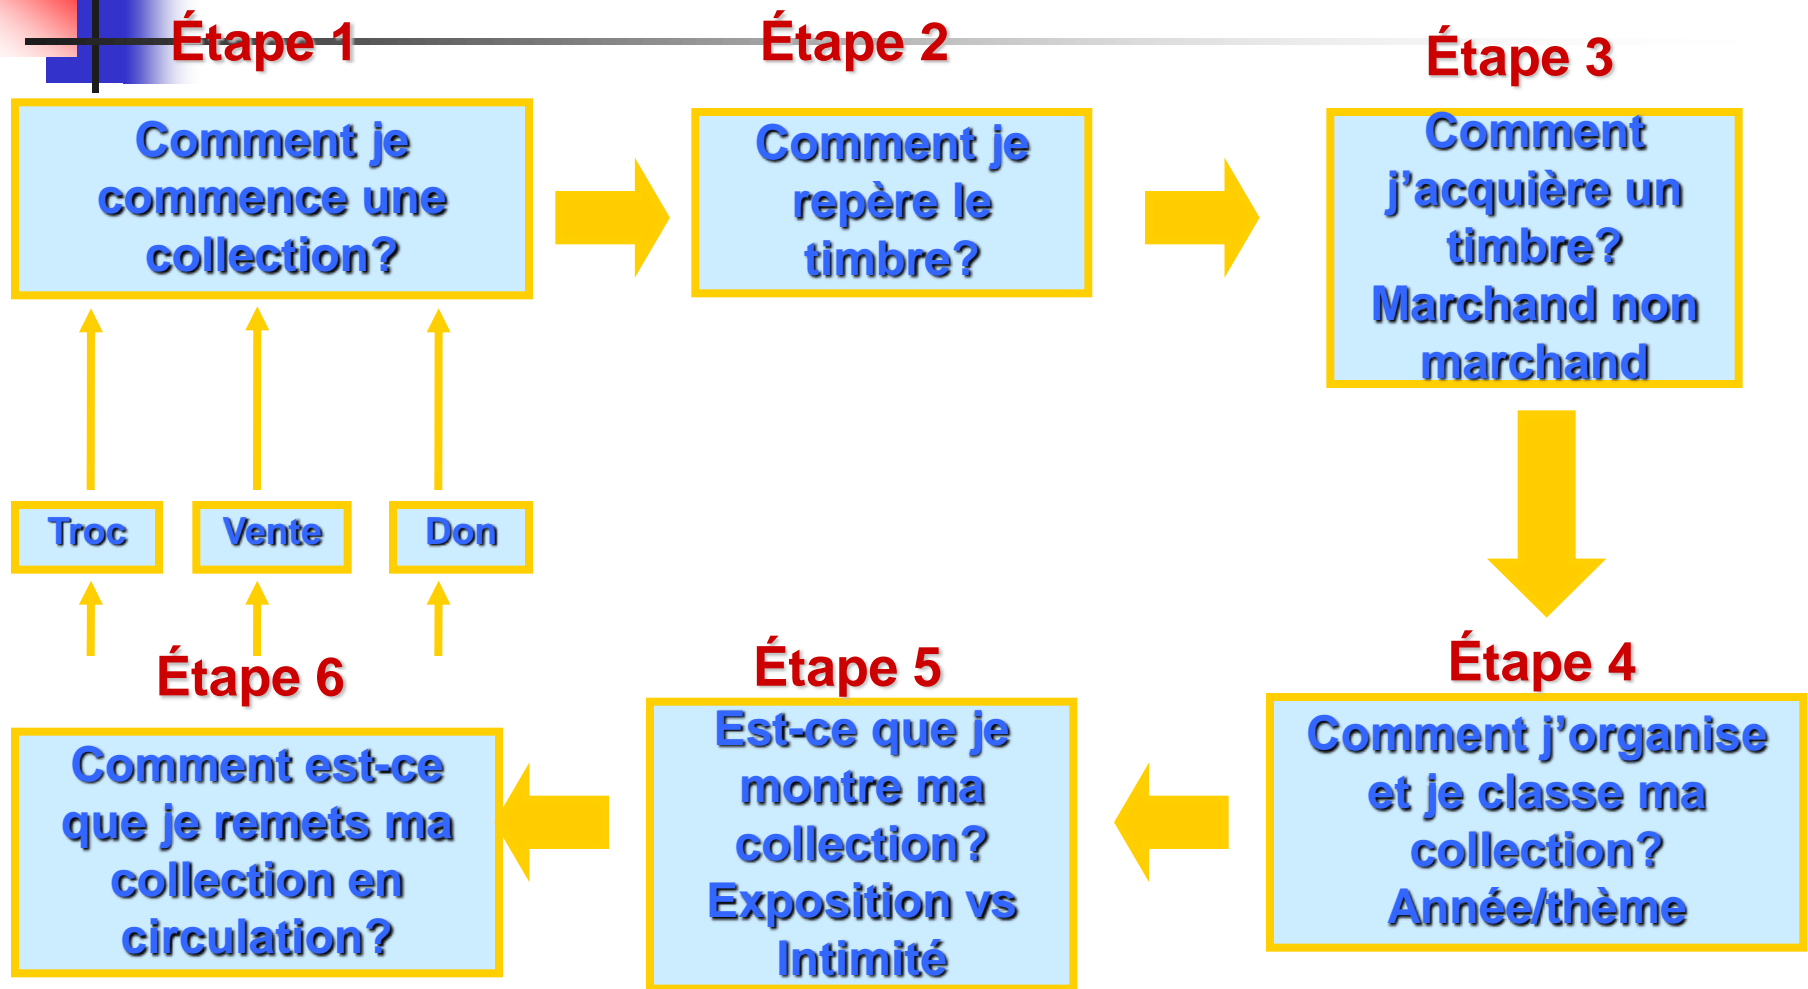 Étape 1
Comment je
commence une
collection?
Étape 2
Comment je
repère le
timbre?
Étape 3
Comment
j’acquière un
timbre?
Marchand non
marchand
Étape 4
Comment j’organise
et je classe ma
collection?
Année/thème
Étape 5
Est-ce que je
montre ma
collection?
Exposition vs
Intimité
Étape 6
Comment est-ce
que je remets ma
collection en
circulation?
Troc
Vente
Don